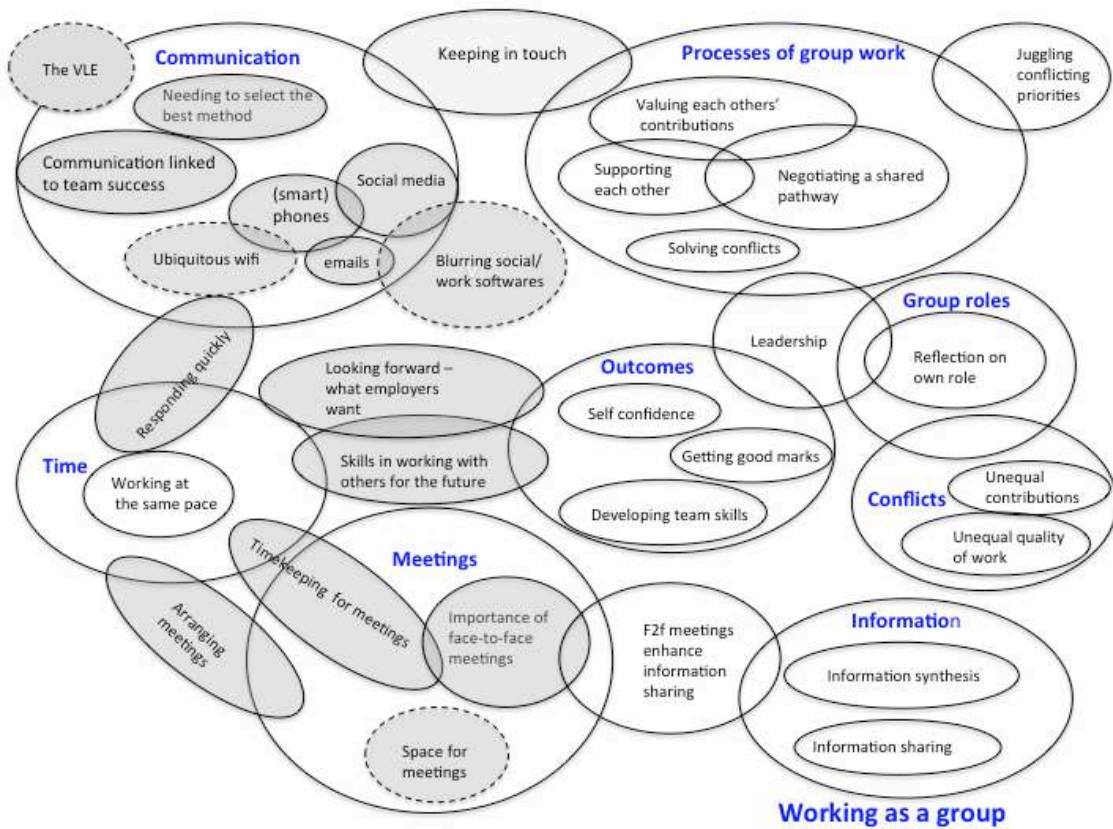 Communication
The VLE
Needing to select the
best method
Communication linked
to team success
(smart)
phones
Social media
Ubiquitous wifi
emails
Blurring social/
work softwares
Keeping in touch
Processes of group work
Valuing each others'
contributions
Supporting
each other
Negotiating a shared
pathway
Solving conflicts
Juggling
conflicting
priorities
Leadership
Group roles
Reflection on
own role
Responding quickly
Looking forward –
what employers
want
Skills in working with
others for the future
Outcomes
Self confidence
Getting good marks
Developing team skills
Time
Working at
the same pace
Conflicts
Unequal
contributions
Unequal quality
of work
Timekeeping for meetings
Arranging
meetings
Meetings
Importance of
face-to-face
meetings
Space for
meetings
F2f meetings
enhance
information
sharing
Information
Information synthesis
Information sharing
Working as a group